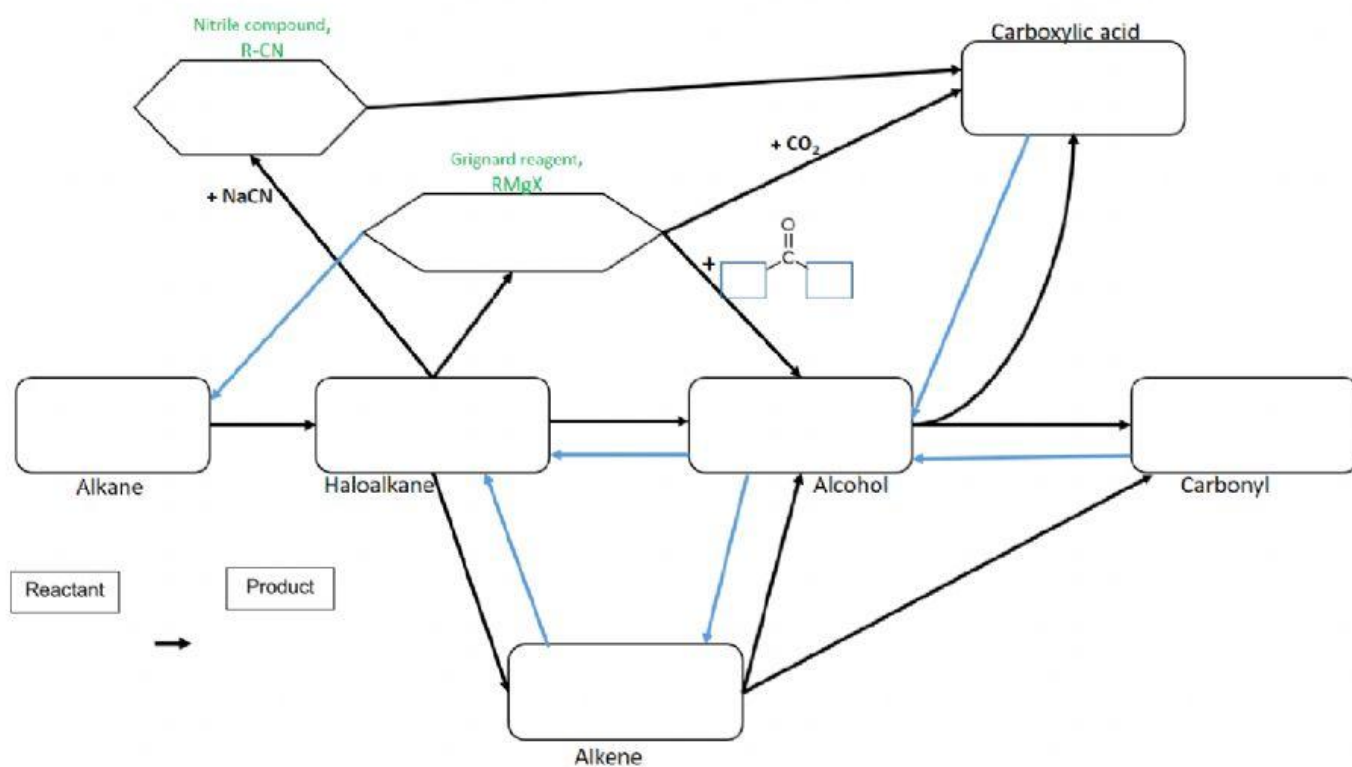 Nitrile compound,
R-CN
Carboxylic acid
+ CO₂
Grignard reagent,
RMgX
+ NaCN
O
+
C
Alkane
Haloalkane
Alcohol
Carbonyl
Reactant
Product
Alkene